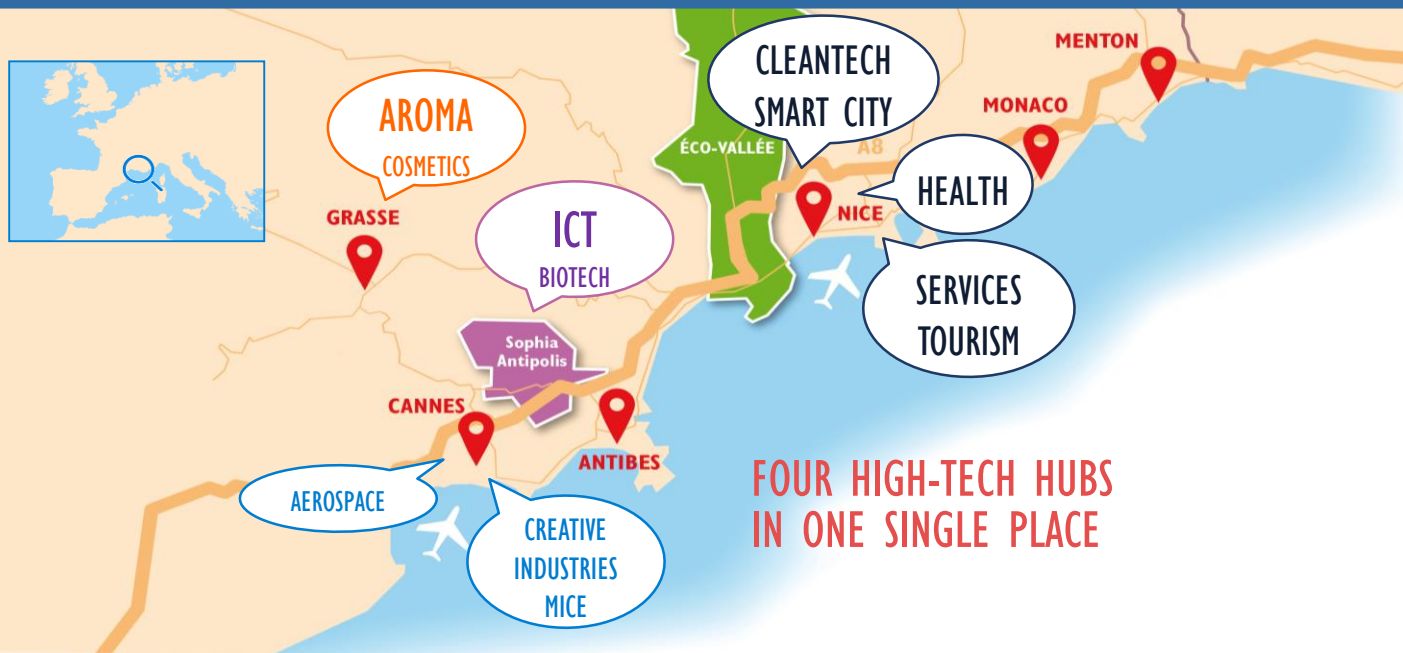 MENTON
CLEANTECH
SMART CITY
MONACO
AROMA
COSMETICS
ÉCO-VALLÉE
A8
HEALTH
GRASSE
NICE
ICT
BIOTECH
SERVICES
TOURISM
Sophia
Antipolis
CANNES
ANTIBES
FOUR HIGH-TECH HUBS
IN ONE SINGLE PLACE
AEROSPACE
CREATIVE
INDUSTRIES
MICE